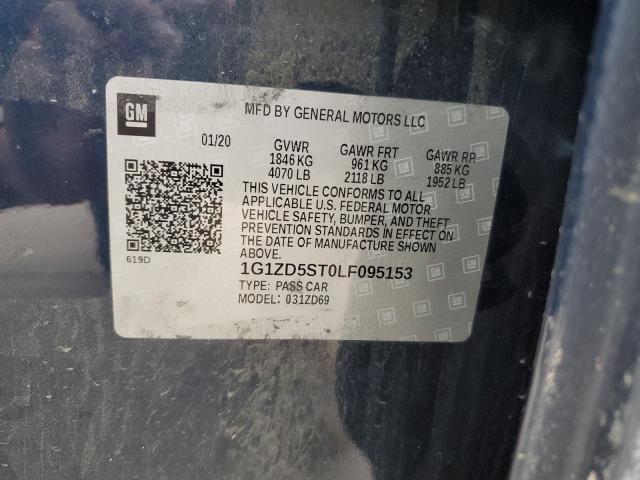 GM
MFD BY GENERAL MOTORS LLC
01/20 GVWR GAWR FRT GAWR RR
1846 KG 961 KG 885 KG
4070 LB 2118 LB 1952 LB
THIS VEHICLE CONFORMS TO ALL
APPLICABLE U.S. FEDERAL MOTOR
VEHICLE SAFETY, BUMPER, AND THEFT
PREVENTION STANDARDS IN EFFECT ON
THE DATE OF MANUFACTURE SHOWN
ABOVE.
619D
1G1ZD5ST0LF095153
TYPE: PASS CAR
MODEL: 031ZD69